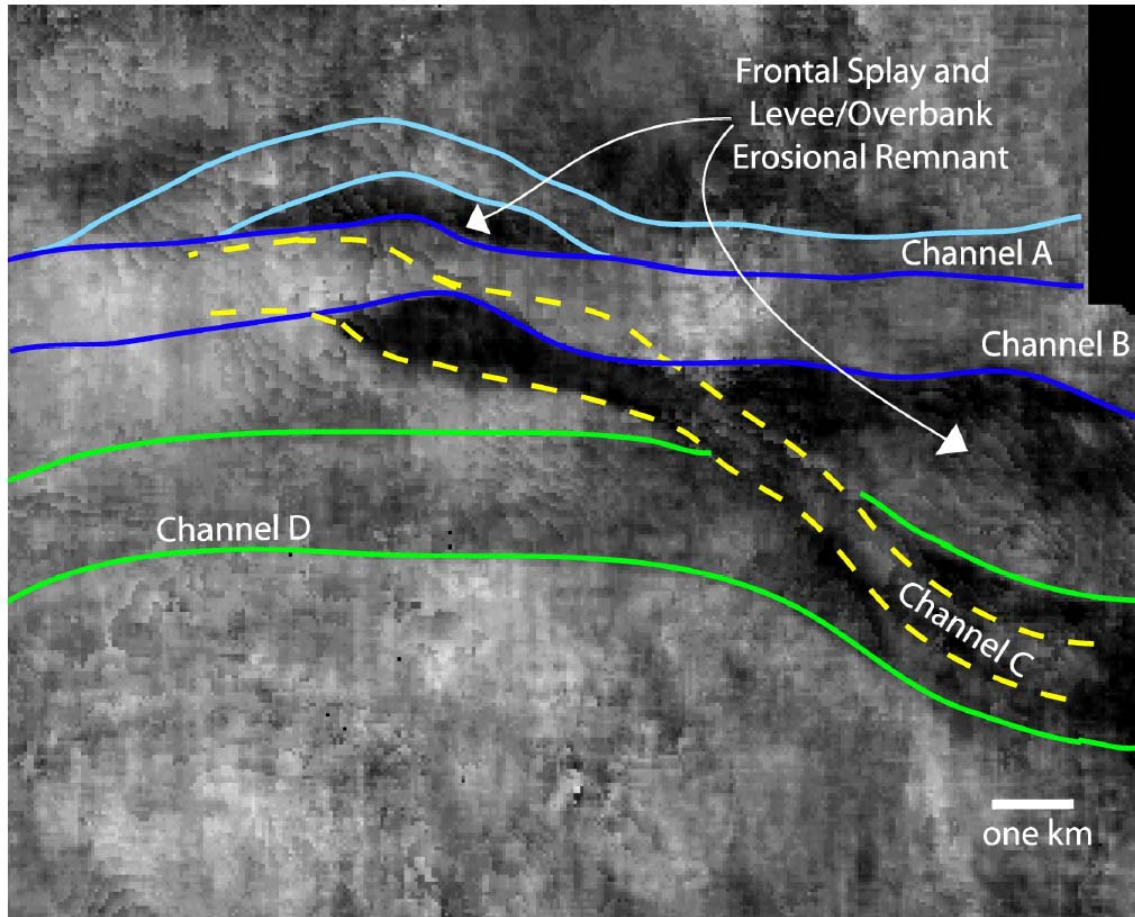 Frontal Splay and
Levee/Overbank
Erosional Remnant
Channel A
Channel B
Channel D
Channel C
one km